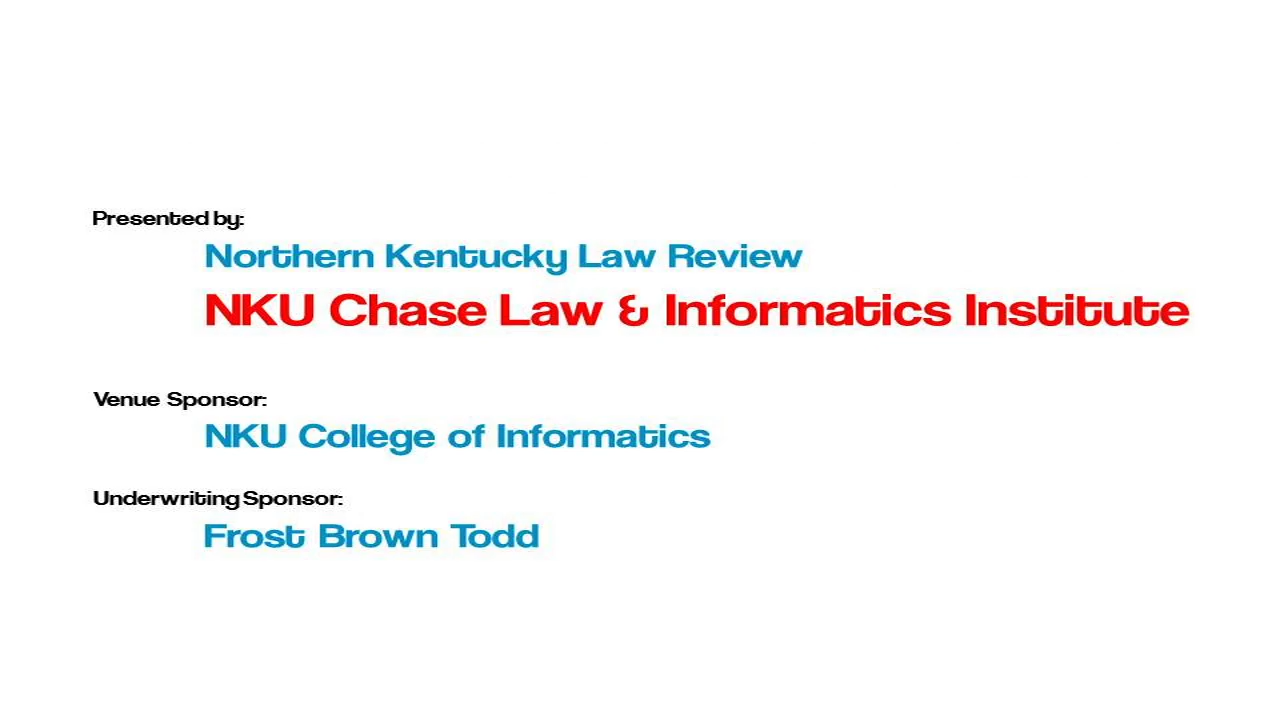 Presented by:
Northern Kentucky Law Review
NKU Chase Law & Informatics Institute
Venue Sponsor:
NKU College of Informatics
Underwriting Sponsor:
Frost Brown Todd